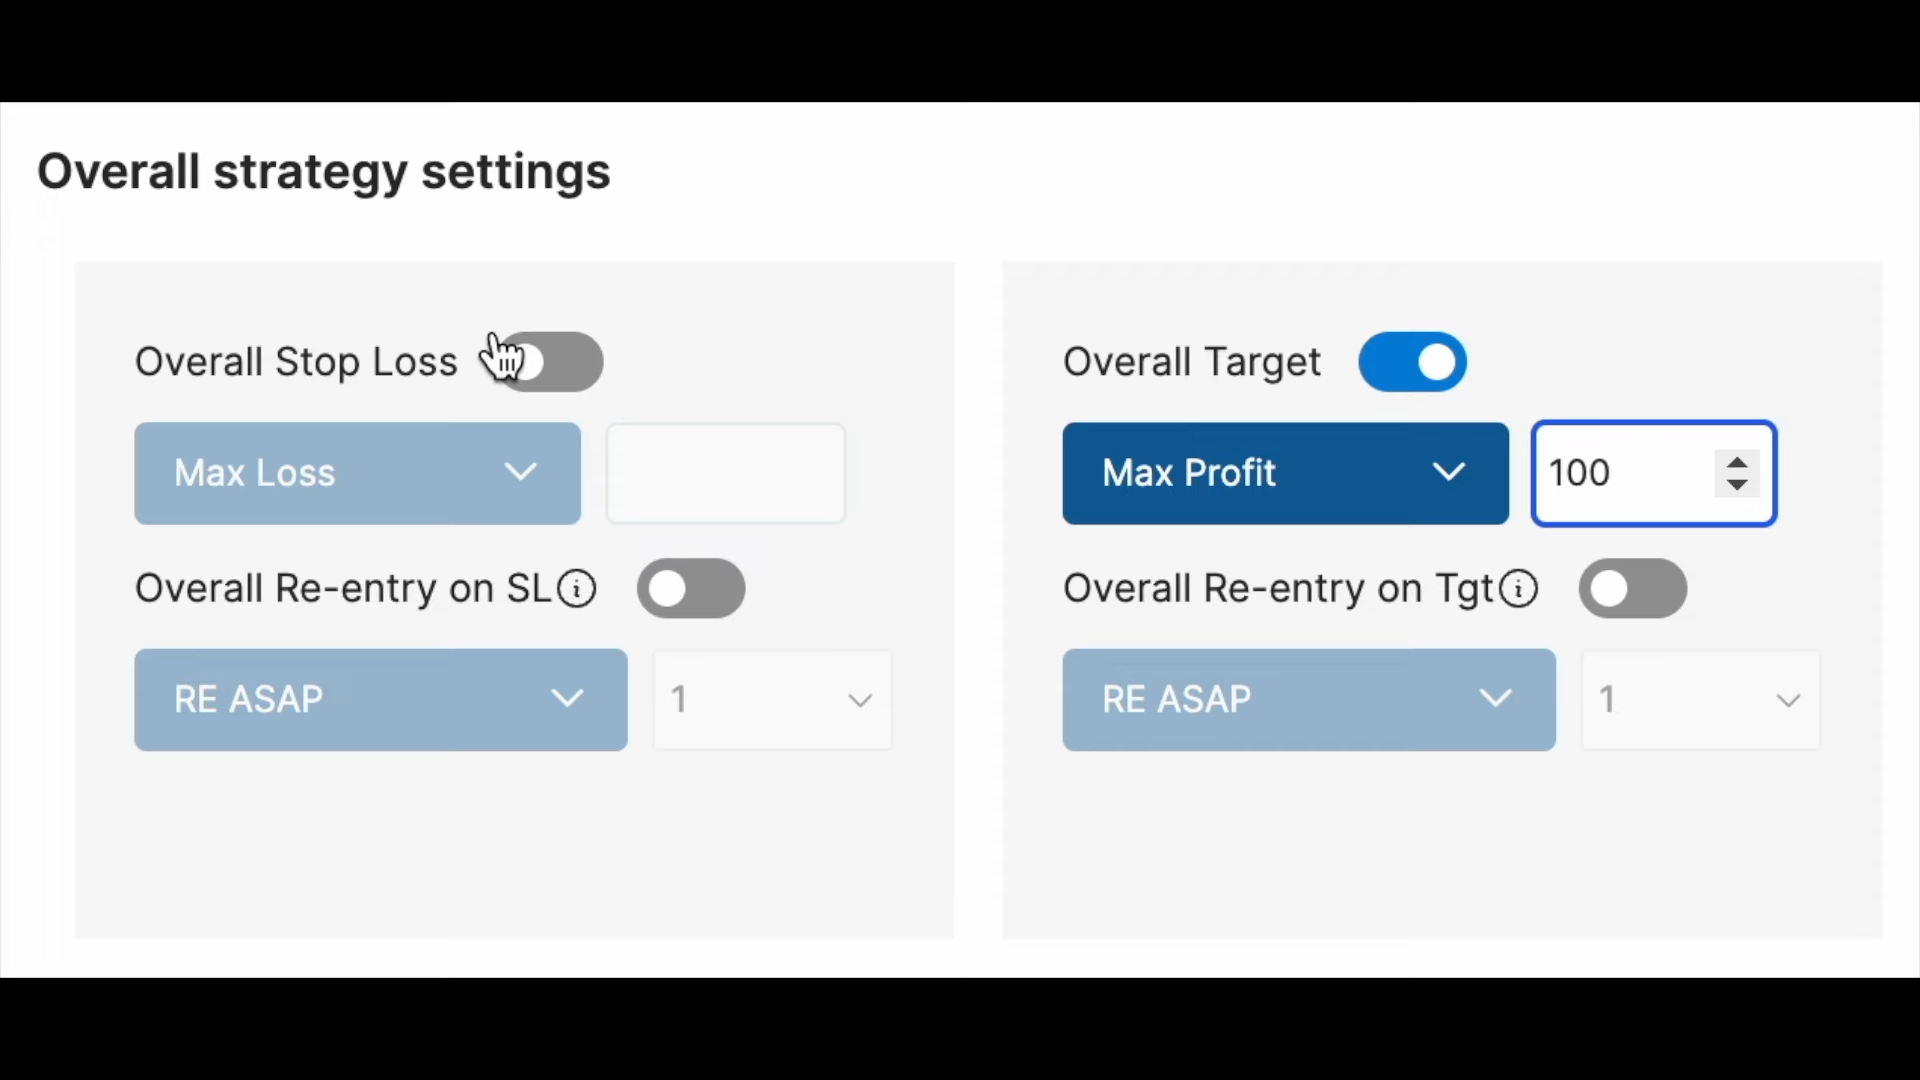 Overall strategy settings
Overall Stop Loss
Max Loss
Overall Re-entry on SL
RE ASAP
1
Overall Target
Max Profit
100
Overall Re-entry on Tgt
RE ASAP
1